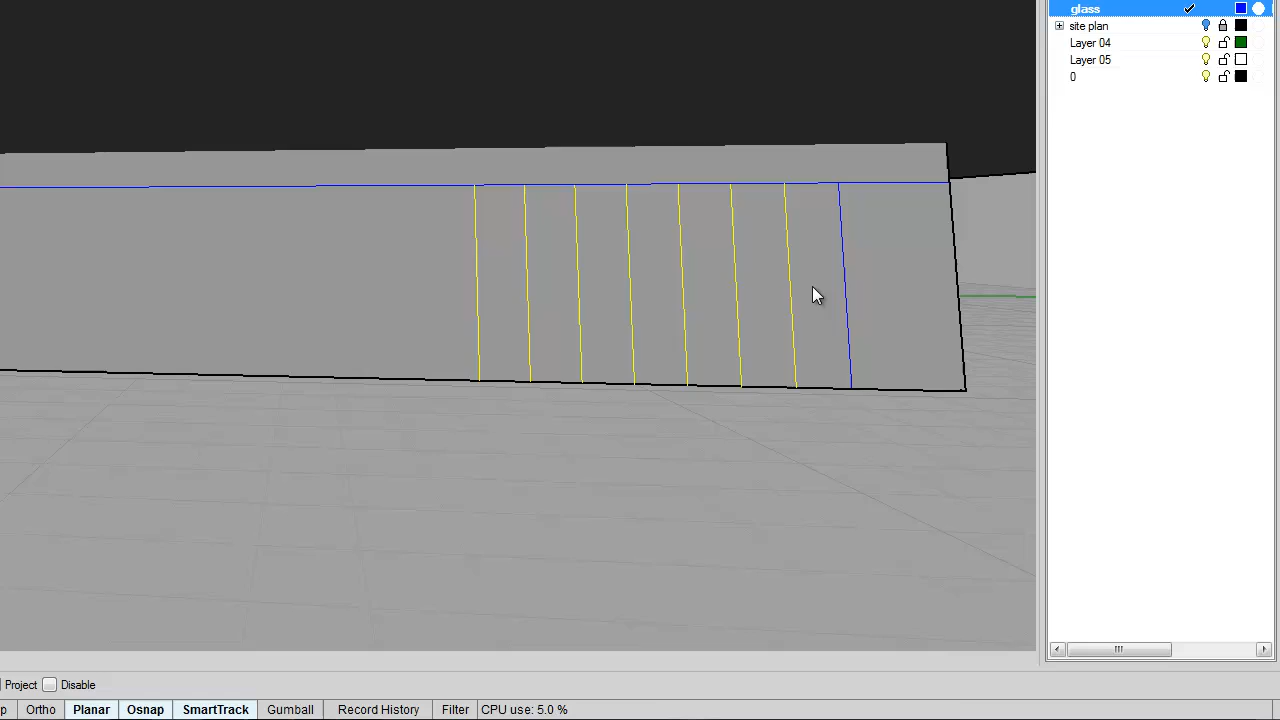 glass
site plan
Layer 04
Layer 05
0
Project Disable
p Ortho Planar Osnap SmartTrack Gumball Record History Filter CPU use: 5.0 %